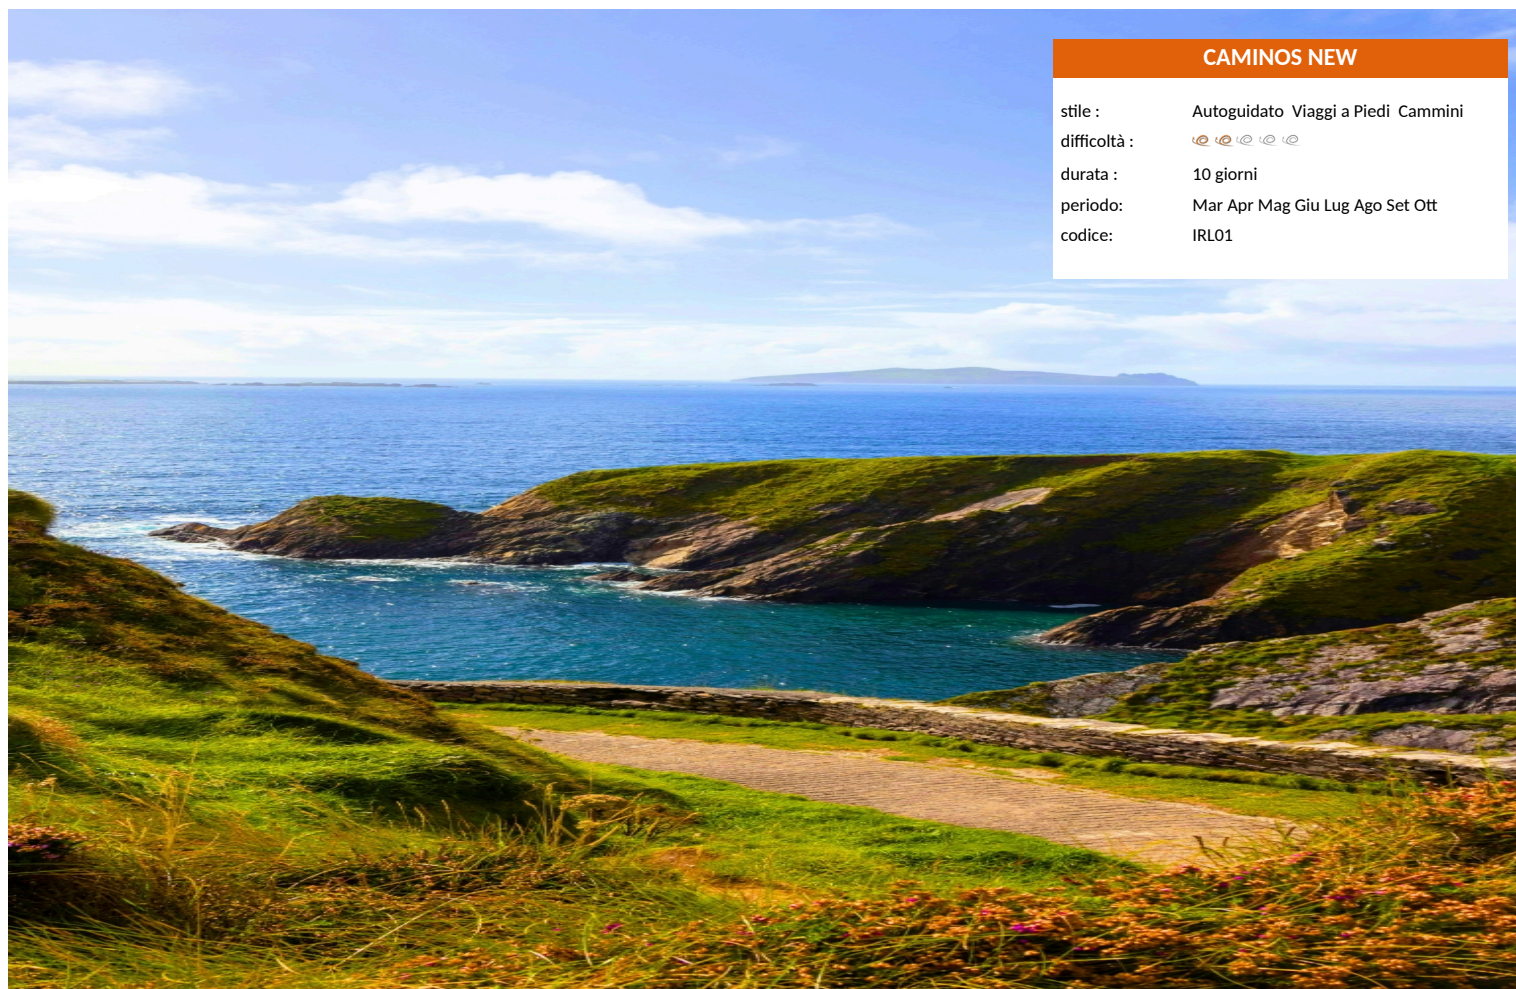 CAMINOS NEW
stile : Autoguidato Viaggi a Piedi Cammini
difficoltà :
durata : 10 giorni
periodo: Mar Apr Mag Giu Lug Ago Set Ott
codice: IRL01